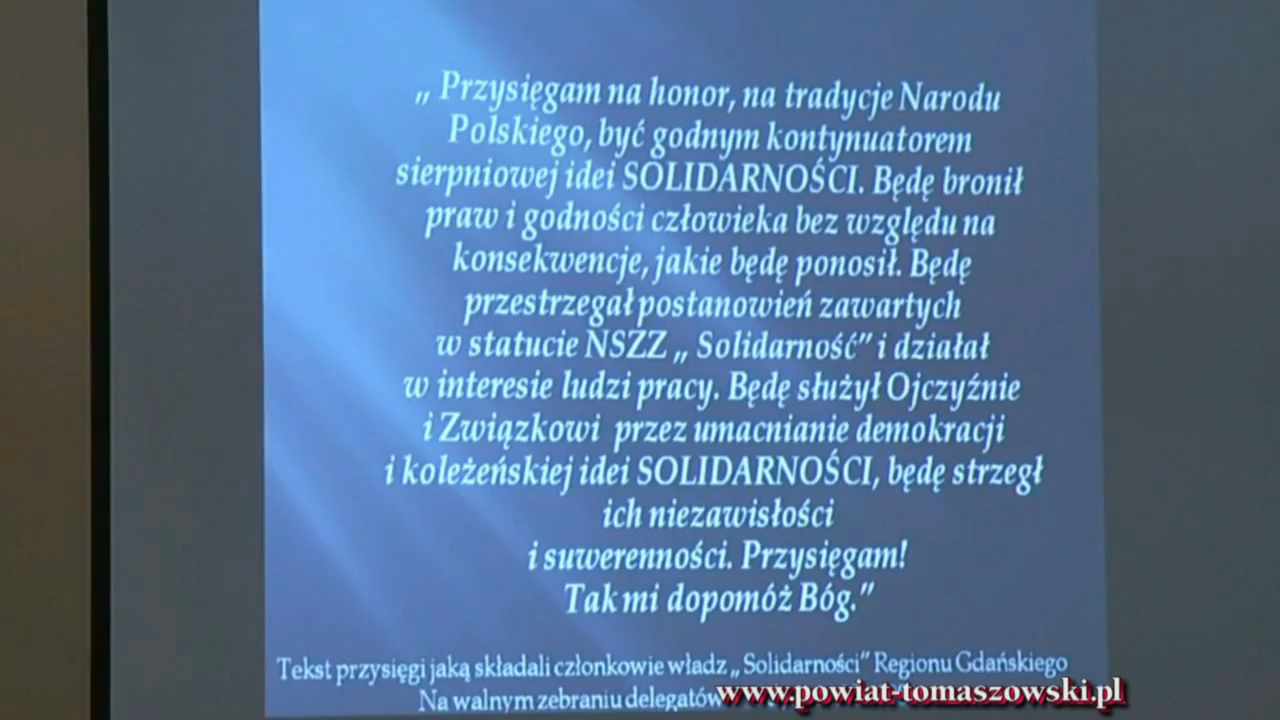 „ Przysięgam na honor, na tradycje Narodu
Polskiego, być godnym kontynuatorem
sierpniowej idei SOLIDARNOŚCI. Będę bronił
praw i godności człowieka bez względu na
konsekwencje, jakie będę ponosił. Będę
przestrzegał postanowień zawartych
w statucie NSZZ „ Solidarność” i działał
w interesie ludzi pracy. Będę służył Ojczyźnie
i Związkowi przez umacnianie demokracji
i koleżeńskiej idei SOLIDARNOŚCI, będę strzegł
ich niezawisłości
i suwerenności. Przysięgam!
Tak mi dopomóż Bóg.”
Tekst przysięgi jaką składali członkowie władz „ Solidarności” Regionu Gdańskiego
Na walnym zebraniu delegatów
www.powiat-tomaszowski.pl